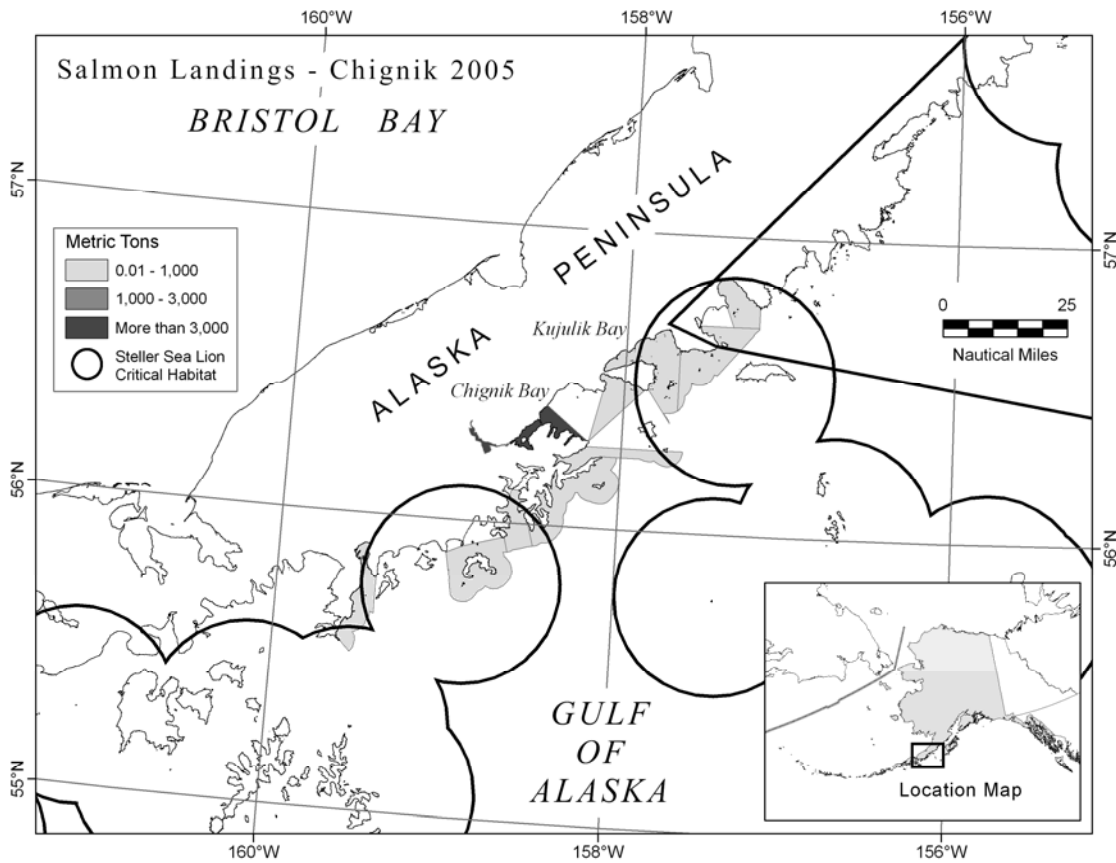 160°W 158°W 156°W
Salmon Landings - Chignik 2005
BRISTOL BAY
57°N
57°N
ALASKA PENINSULA
Metric Tons
0.01 - 1,000
1,000 - 3,000
More than 3,000
Steller Sea Lion
Critical Habitat
0 25
Nautical Miles
Kujulik Bay
Chignik Bay
56°N
56°N
GULF
OF
ALASKA
55°N
Location Map
160°W 158°W 156°W